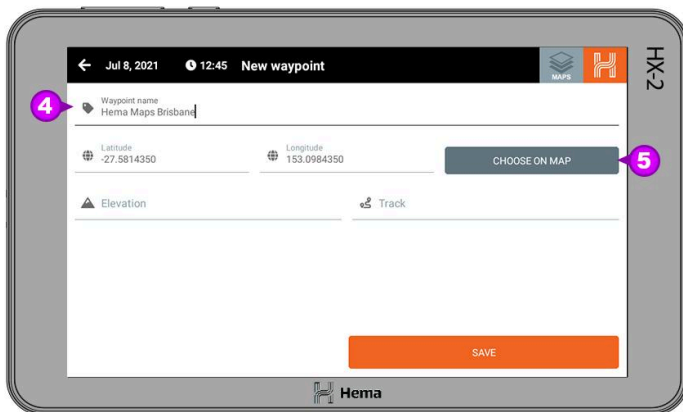 Jul 8, 2021 12:45 New waypoint MAPS
HX-2
4
Waypoint name
Hema Maps Brisbane
Latitude Longitude
-27.5814350 153.0984350 CHOOSE ON MAP 5
Elevation Track
SAVE
Hema